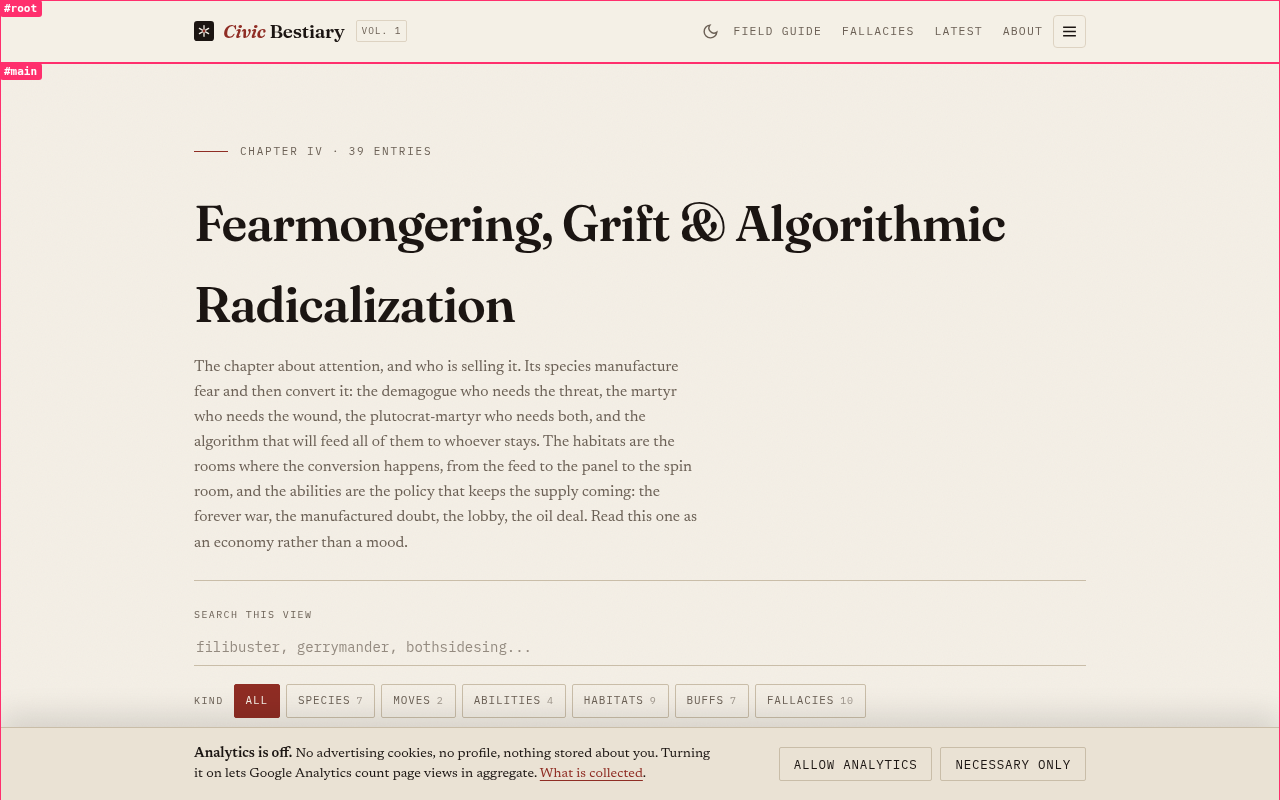 #root
Civic Bestiary VOL. 1 FIELD GUIDE FALLACIES LATEST ABOUT
#main
CHAPTER IV · 39 ENTRIES
Fearmongering, Grift & Algorithmic
Radicalization
The chapter about attention, and who is selling it. Its species manufacture
fear and then convert it: the demagogue who needs the threat, the martyr
who needs the wound, the plutocrat-martyr who needs both, and the
algorithm that will feed all of them to whoever stays. The habitats are the
rooms where the conversion happens, from the feed to the panel to the spin
room, and the abilities are the policy that keeps the supply coming: the
forever war, the manufactured doubt, the lobby, the oil deal. Read this one as
an economy rather than a mood.
SEARCH THIS VIEW
filibuster, gerrymander, bothsidesing...
KIND ALL SPECIES 7 MOVES 2 ABILITIES 4 HABITATS 9 BUFFS 7 FALLACIES 10
Analytics is off. No advertising cookies, no profile, nothing stored about you. Turning
it on lets Google Analytics count page views in aggregate. What is collected.
ALLOW ANALYTICS NECESSARY ONLY